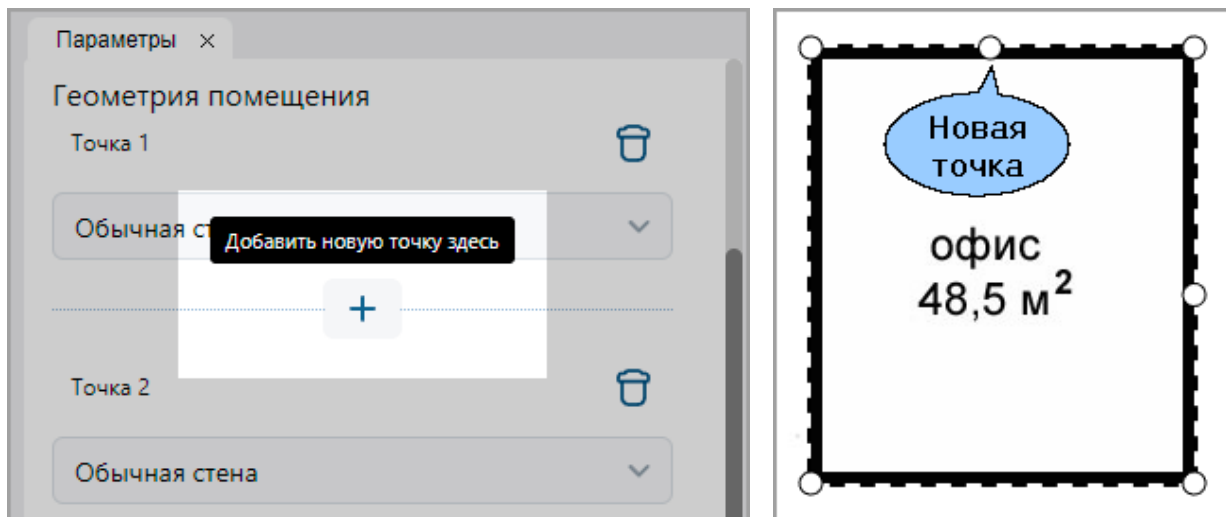 Параметры
Геометрия помещения
Точка 1
Обычная ст
Добавить новую точку здесь
Точка 2
Обычная стена
Новая
точка
офис
48,5 м²